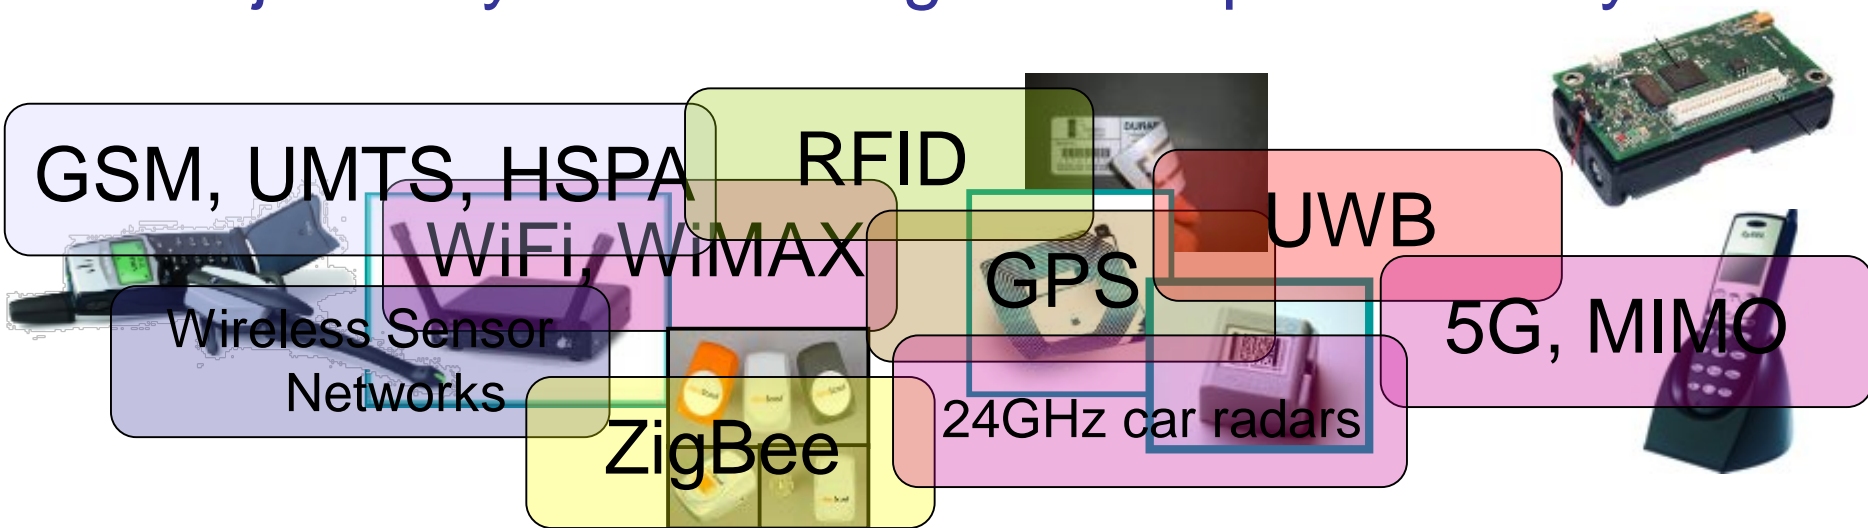 GSM, UMTS, HSPA
RFID
WiFi, WiMAX
UWB
GPS
5G, MIMO
Wireless Sensor
Networks
24GHz car radars
ZigBee